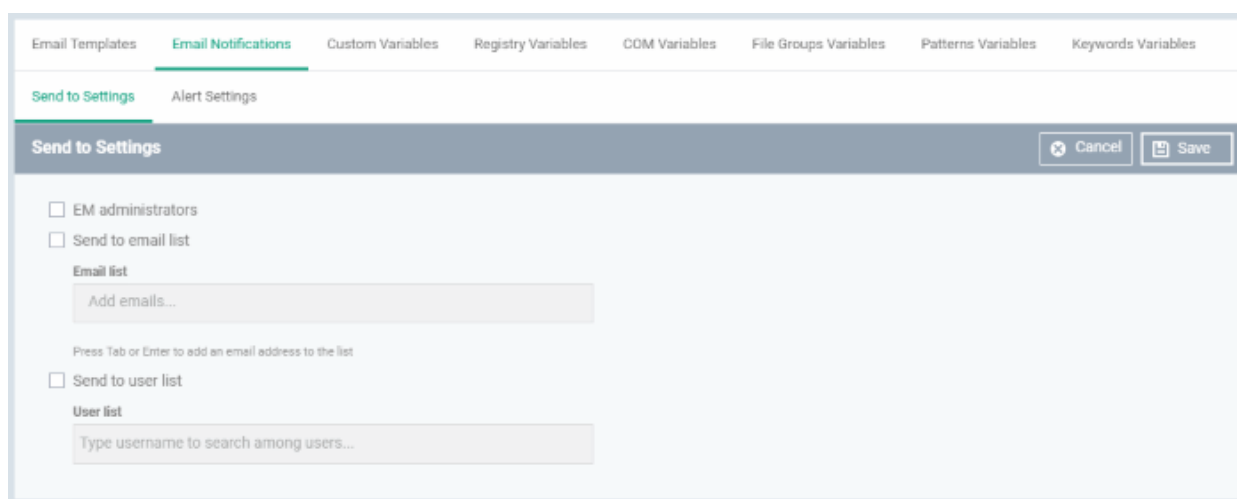 Email Templates Email Notifications Custom Variables Registry Variables COM Variables File Groups Variables Patterns Variables Keywords Variables
Send to Settings Alert Settings
Send to Settings Cancel Save
EM administrators
Send to email list
Email list
Add emails...
Press Tab or Enter to add an email address to the list
Send to user list
User list
Type username to search among users...